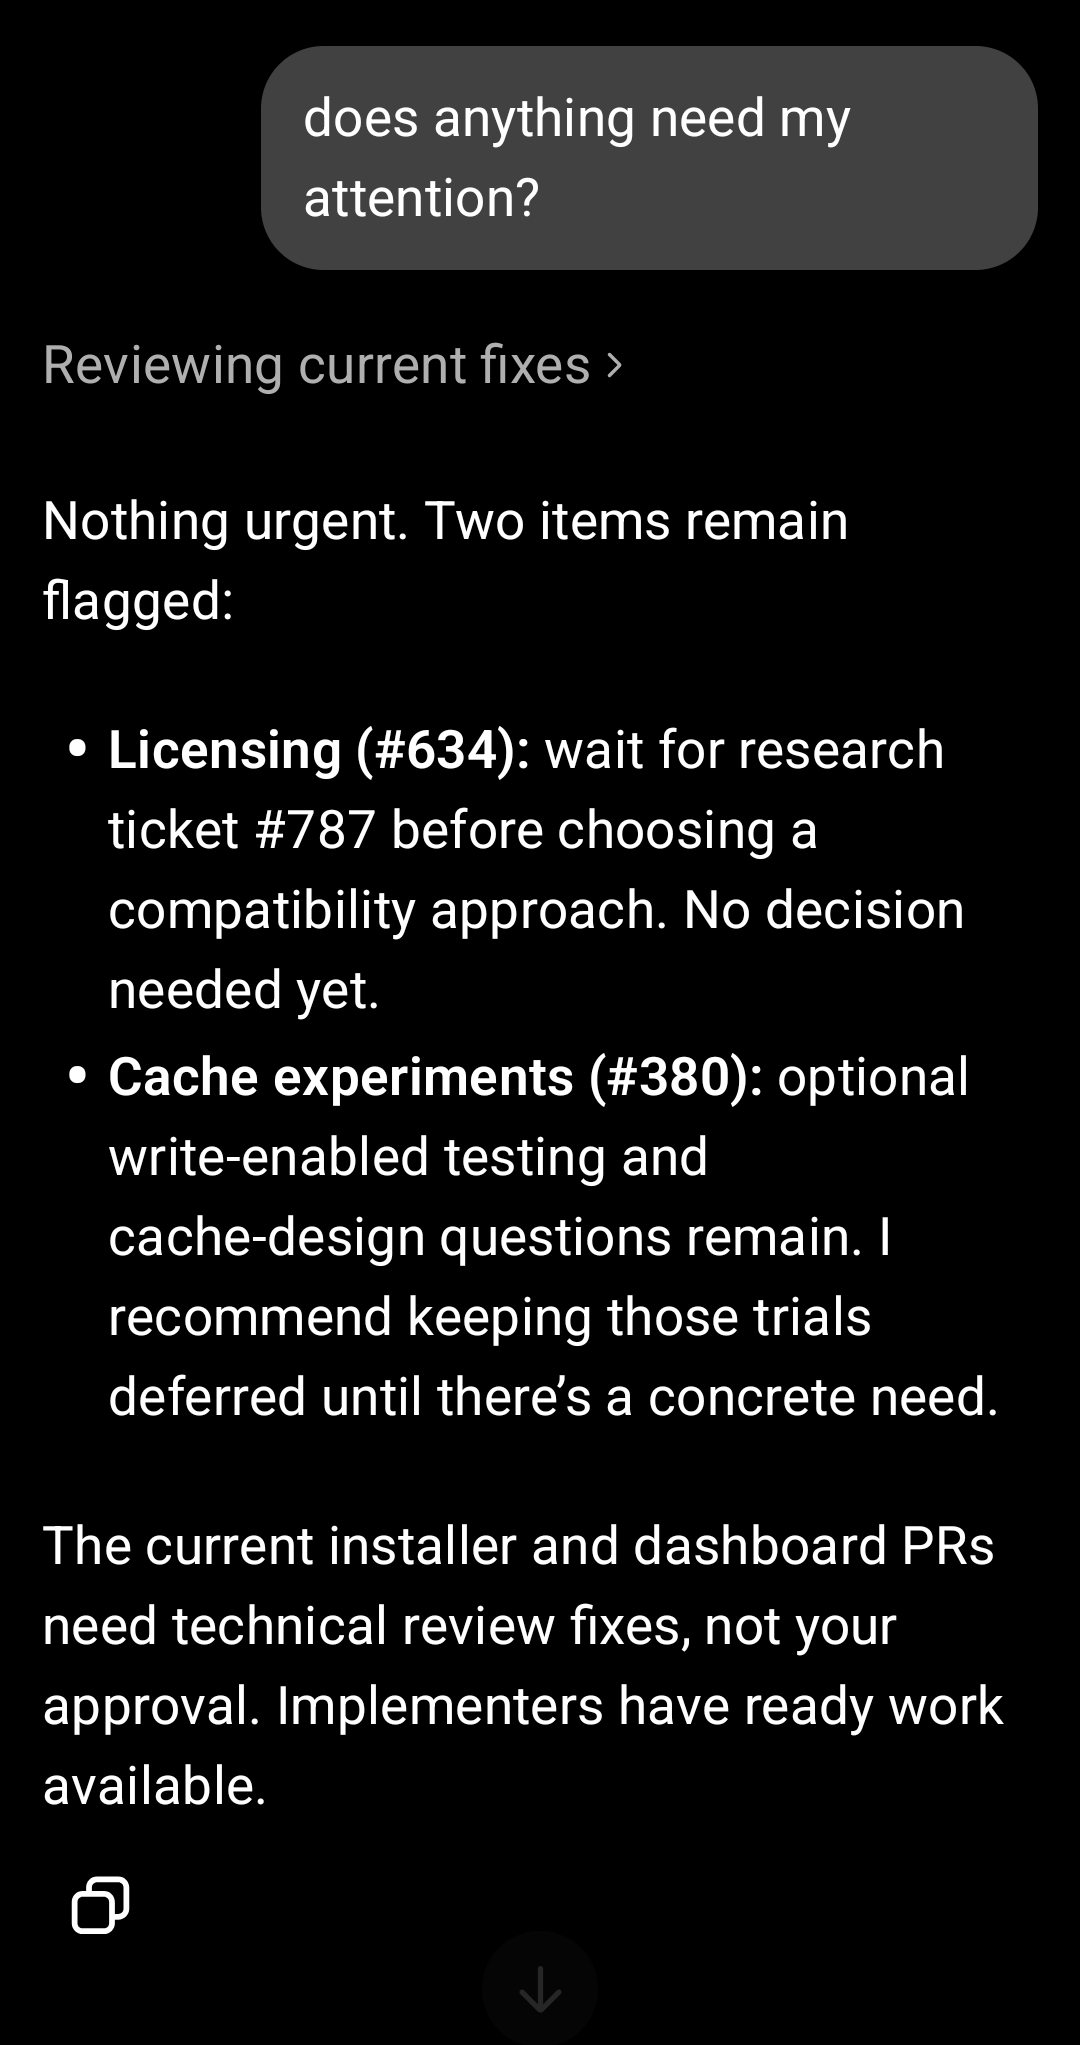 does anything need my
attention?
Reviewing current fixes >
Nothing urgent. Two items remain
flagged:
• Licensing (#634): wait for research
ticket #787 before choosing a
compatibility approach. No decision
needed yet.
• Cache experiments (#380): optional
write-enabled testing and
cache-design questions remain. I
recommend keeping those trials
deferred until there’s a concrete need.
The current installer and dashboard PRs
need technical review fixes, not your
approval. Implementers have ready work
available.